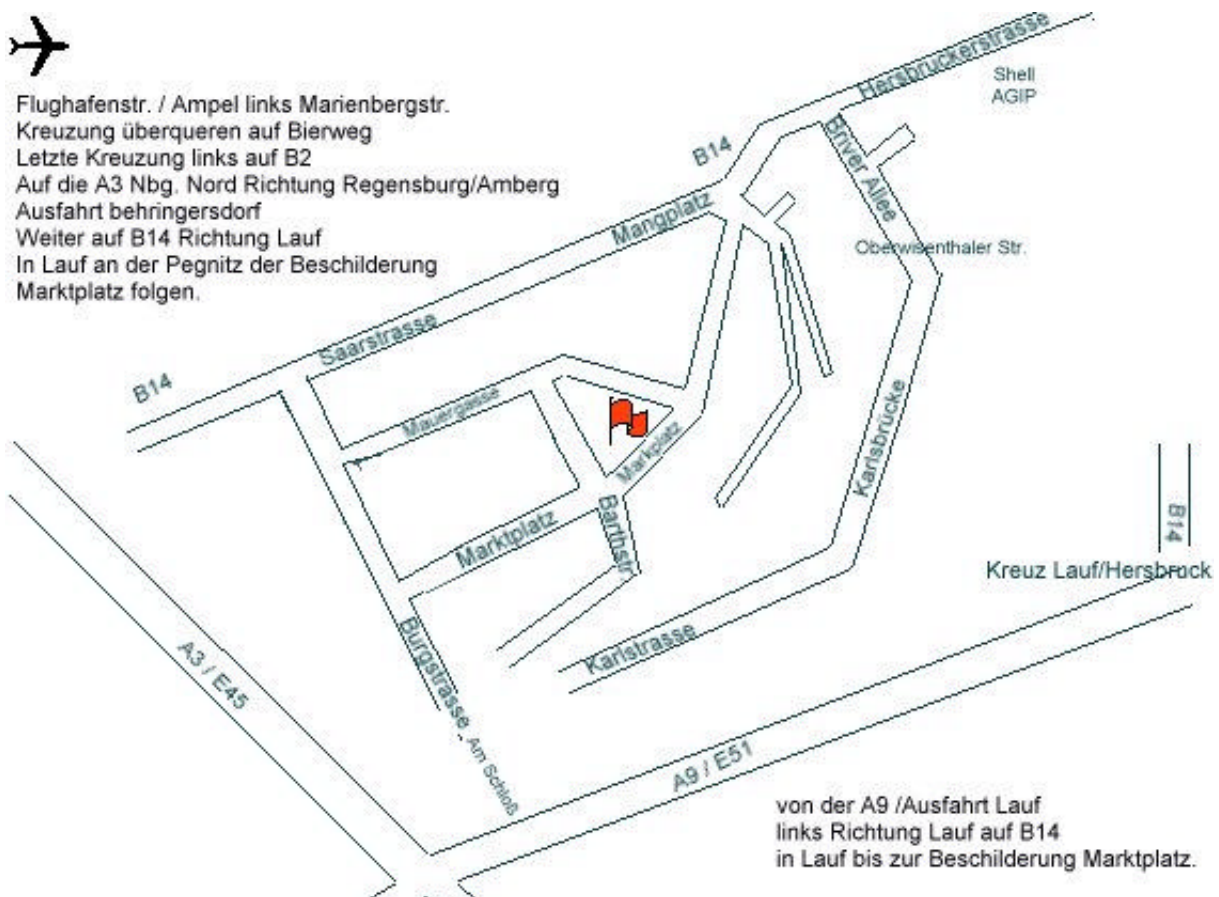 Flughafenstr. / Ampel links Marienbergstr.
Kreuzung überqueren auf Bierweg
Letzte Kreuzung links auf B2
Auf die A3 Nbg. Nord Richtung Regensburg/Amberg
Ausfahrt behringersdorf
Weiter auf B14 Richtung Lauf
In Lauf an der Pegnitz der Beschilderung
Marktplatz folgen.
Hersbruckerstrasse
Shell
AGIP
B14
Briver Allee
Mangplatz
Oberwisenthaler Str.
Saarstrasse
B14
Mauergasse
Markplatz
Karlsbrücke
Marktplatz
Barthstr.
B14
Kreuz Lauf/Hersbruck
Burgstrasse
Karlstrasse
A3 / E45
Am Schloß
A9 / E51
von der A9 /Ausfahrt Lauf
links Richtung Lauf auf B14
in Lauf bis zur Beschilderung Marktplatz.